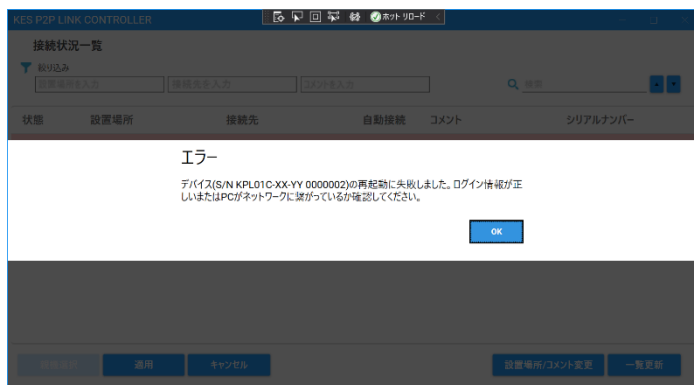 KES P2P LINK CONTROLLER
ホット リロード
接続状況一覧
絞り込み
設置場所を入力
接続先を入力
コメントを入力
検索
状態 設置場所 接続先 自動接続 コメント シリアルナンバー
エラー
デバイス(S/N KPL01C-XX-YY 0000002)の再起動に失敗しました。ログイン情報が正
しいまたはPCがネットワークに繋がっているか確認してください。
OK
適用
キャンセル
設置場所/コメント変更
一覧更新